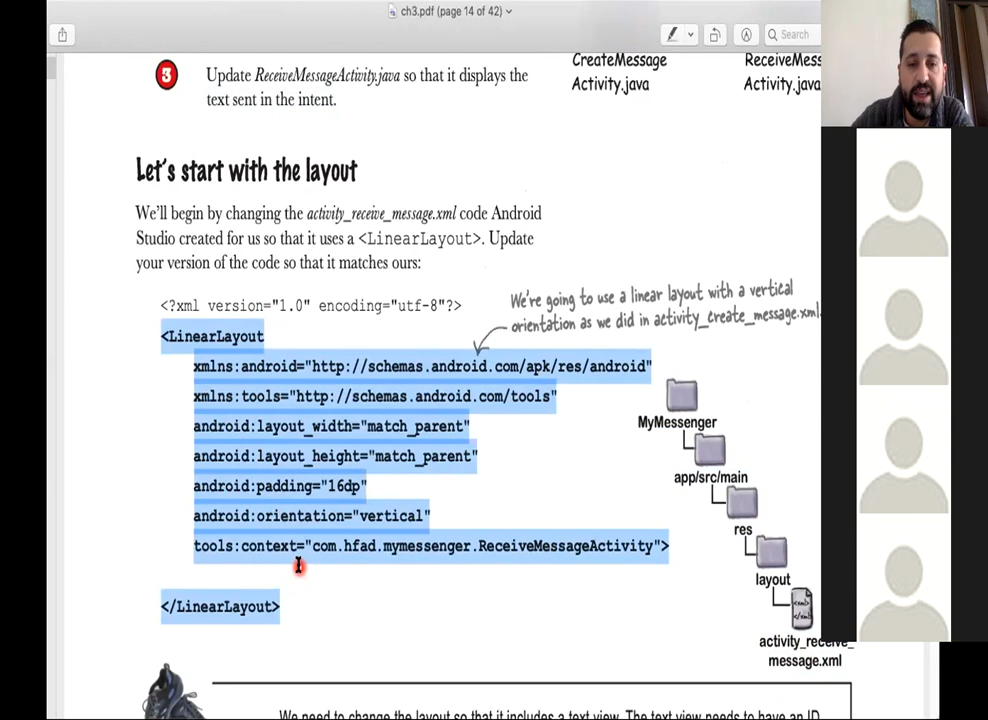 ch3.pdf (page 14 of 42)
Search
3
Update ReceiveMessageActivity.java so that it displays the
text sent in the intent.
CreateMessage
Activity.java
ReceiveMess
Activity.java
Let's start with the layout
We'll begin by changing the activity_receive_message.xml code Android
Studio created for us so that it uses a <LinearLayout>. Update
your version of the code so that it matches ours:
<?xml version="1.0" encoding="utf-8"?>
<LinearLayout
xmlns:android="http://schemas.android.com/apk/res/android"
xmlns:tools="http://schemas.android.com/tools"
android:layout_width="match_parent"
android:layout_height="match_parent"
android:padding="16dp"
android:orientation="vertical"
tools:context="com.hfad.mymessenger.ReceiveMessageActivity">
</LinearLayout>
We're going to use a linear layout with a vertical
orientation as we did in activity_create_message.xml.
MyMessenger
app/src/main
res
layout
<xml>
</xml>
activity_receive_
message.xml
We need to change the layout so that it includes a text view. The text view needs to have an ID